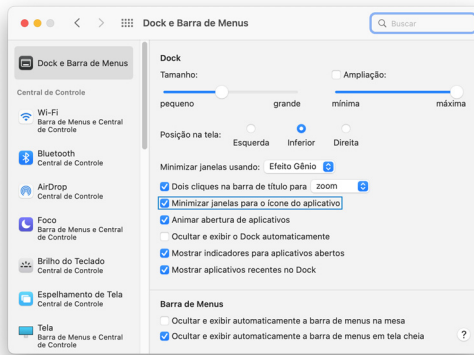 Dock e Barra de Menus
Buscar
Dock e Barra de Menus
Central de Controle
Wi-Fi
Barra de Menus e Central
de Controle
Bluetooth
Central de Controle
AirDrop
Central de Controle
Foco
Barra de Menus e Central
de Controle
Brilho do Teclado
Central de Controle
Espelhamento de Tela
Central de Controle
Tela
Barra de Menus e Central
de Controle
Dock
Tamanho:
Ampliação:
pequeno grande mínima máxima
Posição na tela:
Esquerda Inferior Direita
Minimizar janelas usando: Efeito Gênio
Dois cliques na barra de título para zoom
Minimizar janelas para o ícone do aplicativo
Animar abertura de aplicativos
Ocultar e exibir o Dock automaticamente
Mostrar indicadores para aplicativos abertos
Mostrar aplicativos recentes no Dock
Barra de Menus
Ocultar e exibir automaticamente a barra de menus na mesa
Ocultar e exibir automaticamente a barra de menus em tela cheia
?